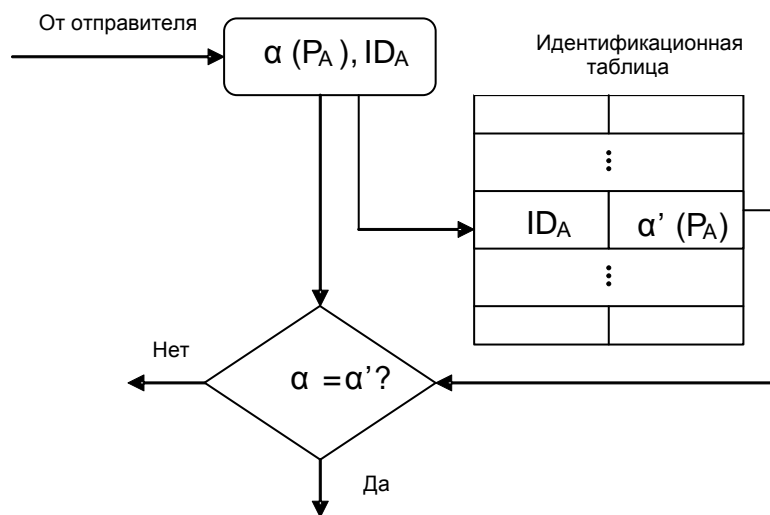 От отправителя
α (PA), IDA
Идентификационная
таблица
IDA α’ (PA)
Нет
α = α’?
Да